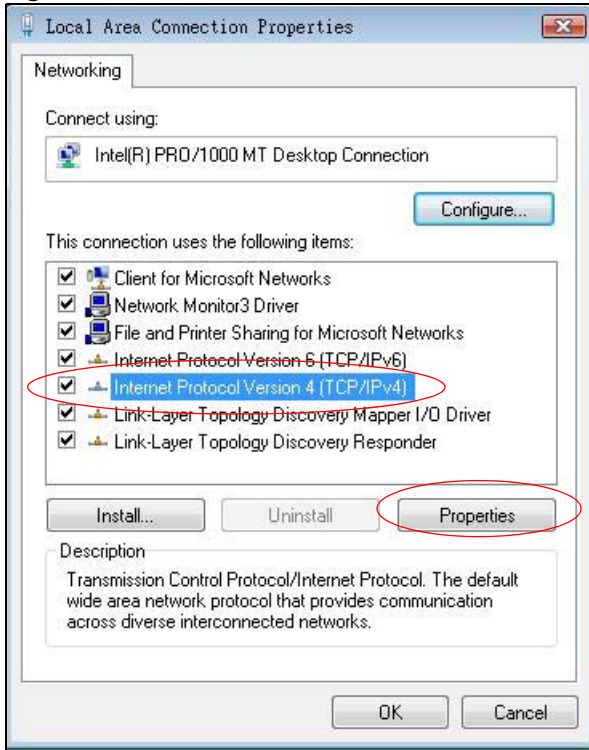 Local Area Connection Properties
Networking
Connect using:
Intel(R) PRO/1000 MT Desktop Connection
Configure...
This connection uses the following items:
Client for Microsoft Networks
Network Monitor3 Driver
File and Printer Sharing for Microsoft Networks
Internet Protocol Version 6 (TCP/IPv6)
Internet Protocol Version 4 (TCP/IPv4)
Link-Layer Topology Discovery Mapper I/O Driver
Link-Layer Topology Discovery Responder
Install... Uninstall Properties
Description
Transmission Control Protocol/Internet Protocol. The default
wide area network protocol that provides communication
across diverse interconnected networks.
OK Cancel